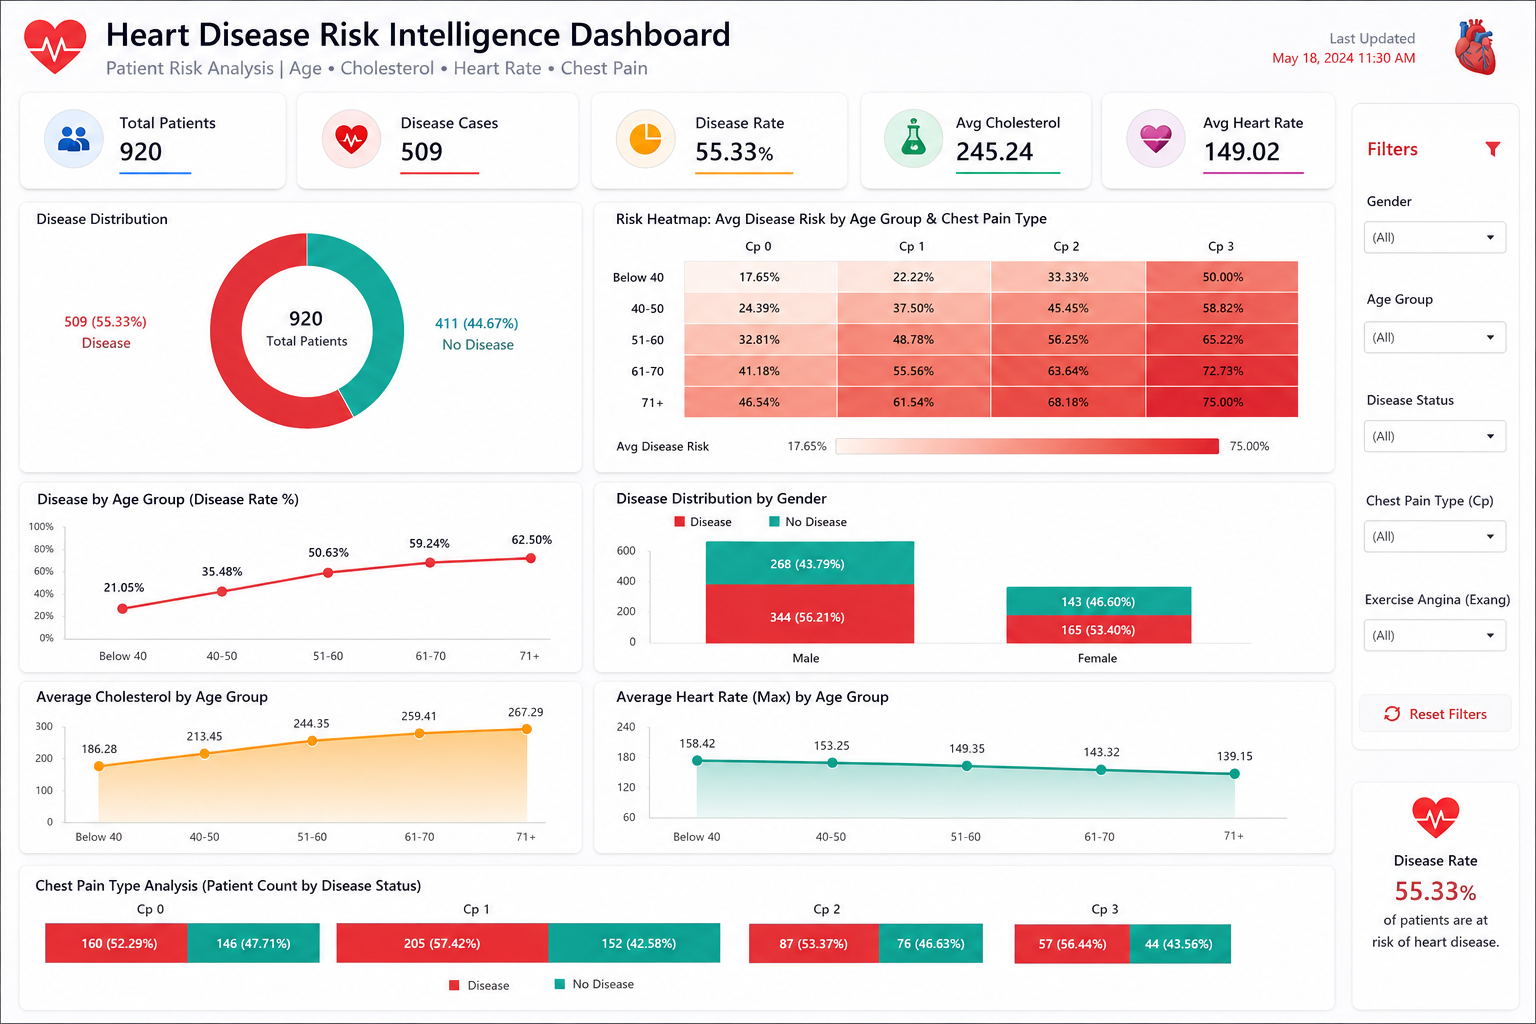 Heart Disease Risk Intelligence Dashboard
Patient Risk Analysis | Age • Cholesterol • Heart Rate • Chest Pain
Last Updated
May 18, 2024 11:30 AM
Total Patients
920
Disease Cases
509
Disease Rate
55.33%
Avg Cholesterol
245.24
Avg Heart Rate
149.02
Disease Distribution
509 (55.33%)
Disease
920
Total Patients
411 (44.67%)
No Disease
Risk Heatmap: Avg Disease Risk by Age Group & Chest Pain Type
Cp 0 Cp 1 Cp 2 Cp 3
Below 40 17.65% 22.22% 33.33% 50.00%
40-50 24.39% 37.50% 45.45% 58.82%
51-60 32.81% 48.78% 56.25% 65.22%
61-70 41.18% 55.56% 63.64% 72.73%
71+ 46.54% 61.54% 68.18% 75.00%
Avg Disease Risk 17.65% 75.00%
Disease by Age Group (Disease Rate %)
100%
80%
60%
40%
20%
0%
21.05% 35.48% 50.63% 59.24% 62.50%
Below 40 40-50 51-60 61-70 71+
Disease Distribution by Gender
Disease No Disease
600
400
200
0
268 (43.79%)
344 (56.21%)
143 (46.60%)
165 (53.40%)
Male Female
Average Cholesterol by Age Group
300
200
100
0
186.28 213.45 244.35 259.41 267.29
Below 40 40-50 51-60 61-70 71+
Average Heart Rate (Max) by Age Group
240
180
120
60
158.42 153.25 149.35 143.32 139.15
Below 40 40-50 51-60 61-70 71+
Chest Pain Type Analysis (Patient Count by Disease Status)
Cp 0 Cp 1 Cp 2 Cp 3
160 (52.29%) 146 (47.71%) 205 (57.42%) 152 (42.58%) 87 (53.37%) 76 (46.63%) 57 (56.44%) 44 (43.56%)
Disease No Disease
Filters
Gender
(All)
Age Group
(All)
Disease Status
(All)
Chest Pain Type (Cp)
(All)
Exercise Angina (Exang)
(All)
Reset Filters
Disease Rate
55.33%
of patients are at
risk of heart disease.